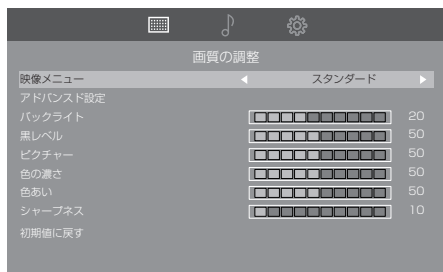 画質の調整
映像メニュー スタンダード
アドバンスド設定
バックライト 20
黒レベル 50
ピクチャー 50
色の濃さ 50
色あい 50
シャープネス 10
初期値に戻す